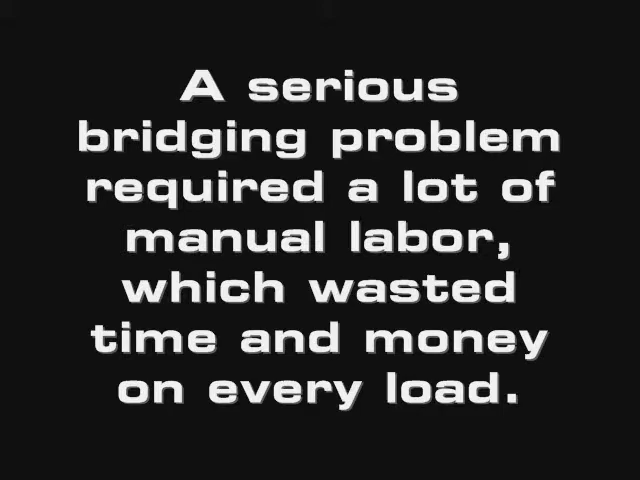 A serious
bridging problem
required a lot of
manual labor,
which wasted
time and money
on every load.